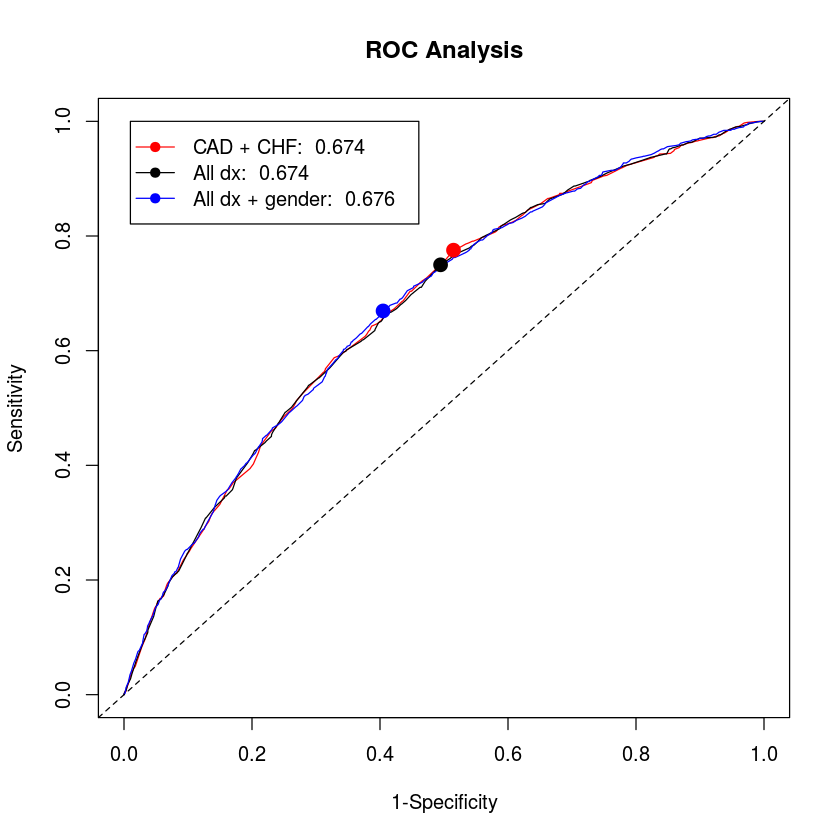 ROC Analysis
CAD + CHF:  0.674
All dx:  0.674
All dx + gender:  0.676
1.0
0.8
0.6
0.4
0.2
0.0
Sensitivity
0.0 0.2 0.4 0.6 0.8 1.0
1-Specificity